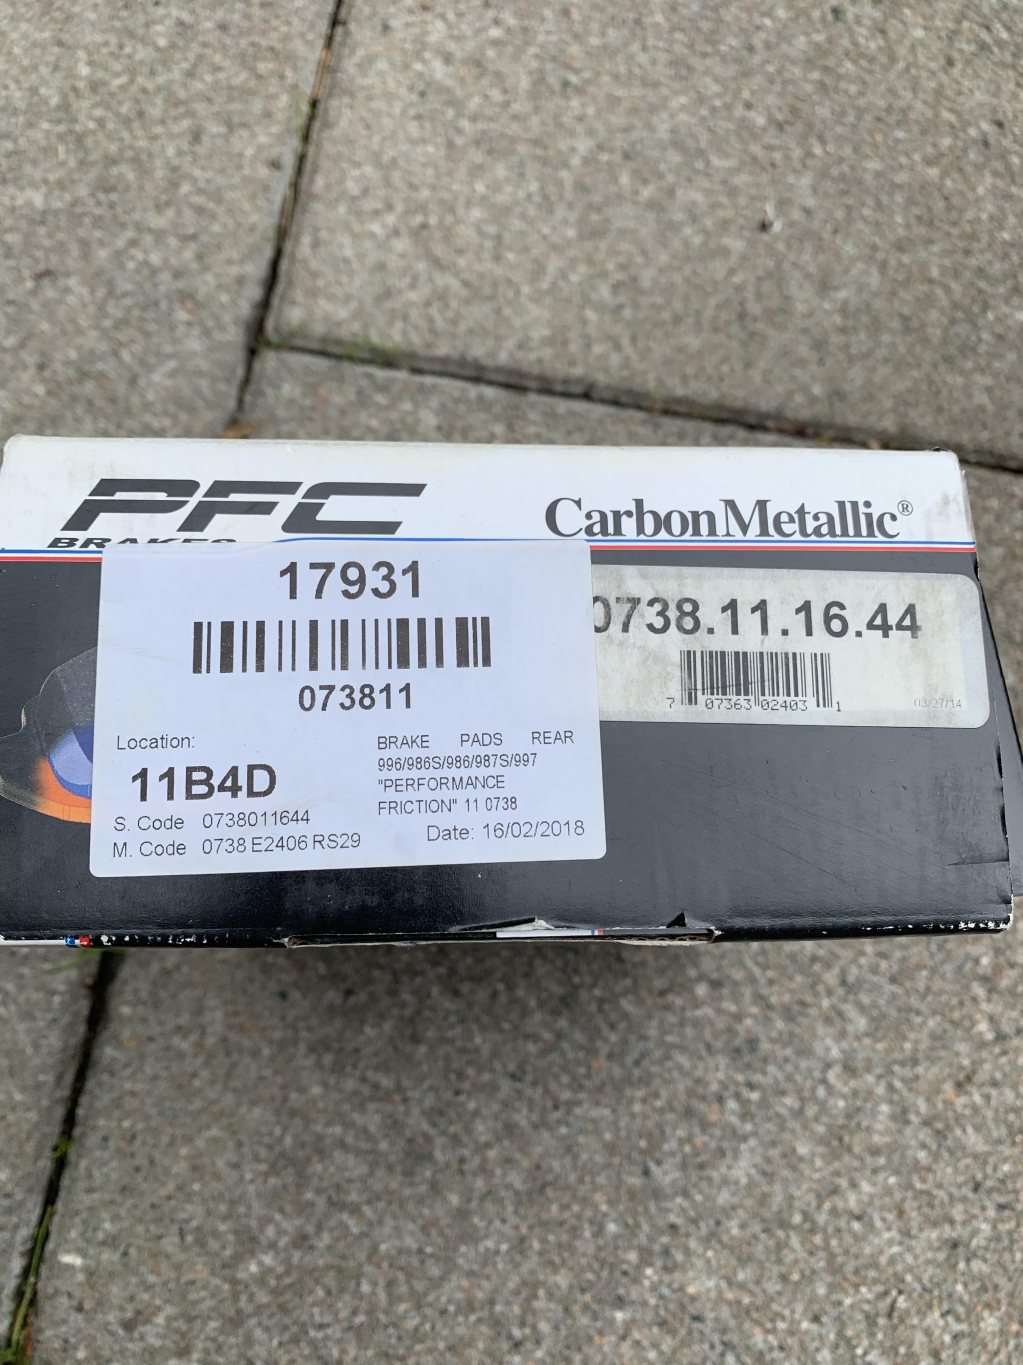 PFC
BRAKES
CarbonMetallic®
17931
073811
Location:
11B4D
S. Code 0738011644
M. Code 0738 E2406 RS29
BRAKE PADS REAR
996/986S/986/987S/997
"PERFORMANCE
FRICTION" 11 0738
Date: 16/02/2018
0738.11.16.44
7 07363 02403 1
03/27/14